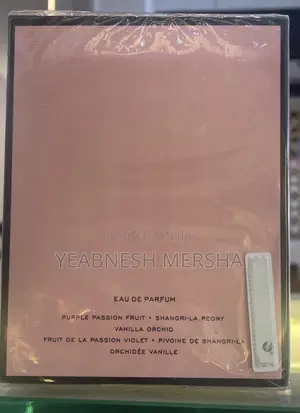 YEABNESH MERSHA
EAU DE PARFUM
PURPLE PASSION FRUIT • SHANGRI-LA PEONY
VANILLA ORCHID
FRUIT DE LA PASSION VIOLET • PIVOINE DE SHANGRI-LA
ORCHIDÉE VANILLE